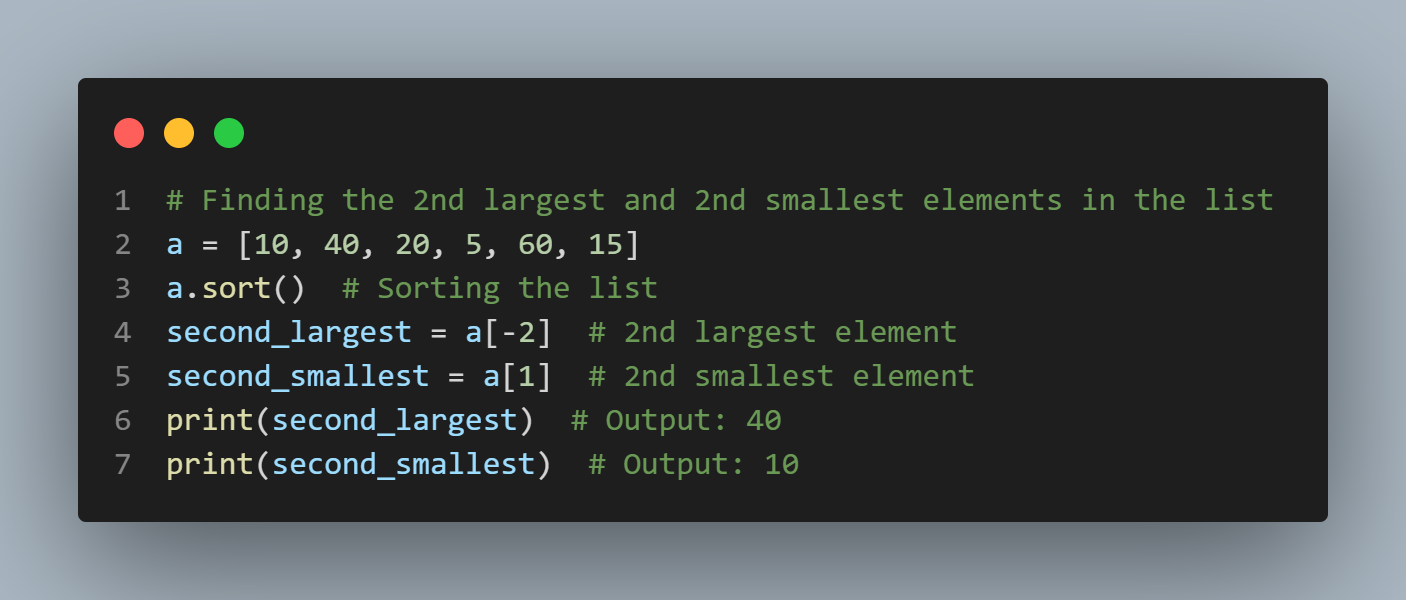 1 # Finding the 2nd largest and 2nd smallest elements in the list
2 a = [10, 40, 20, 5, 60, 15]
3 a.sort()  # Sorting the list
4 second_largest = a[-2]  # 2nd largest element
5 second_smallest = a[1]  # 2nd smallest element
6 print(second_largest)  # Output: 40
7 print(second_smallest)  # Output: 10